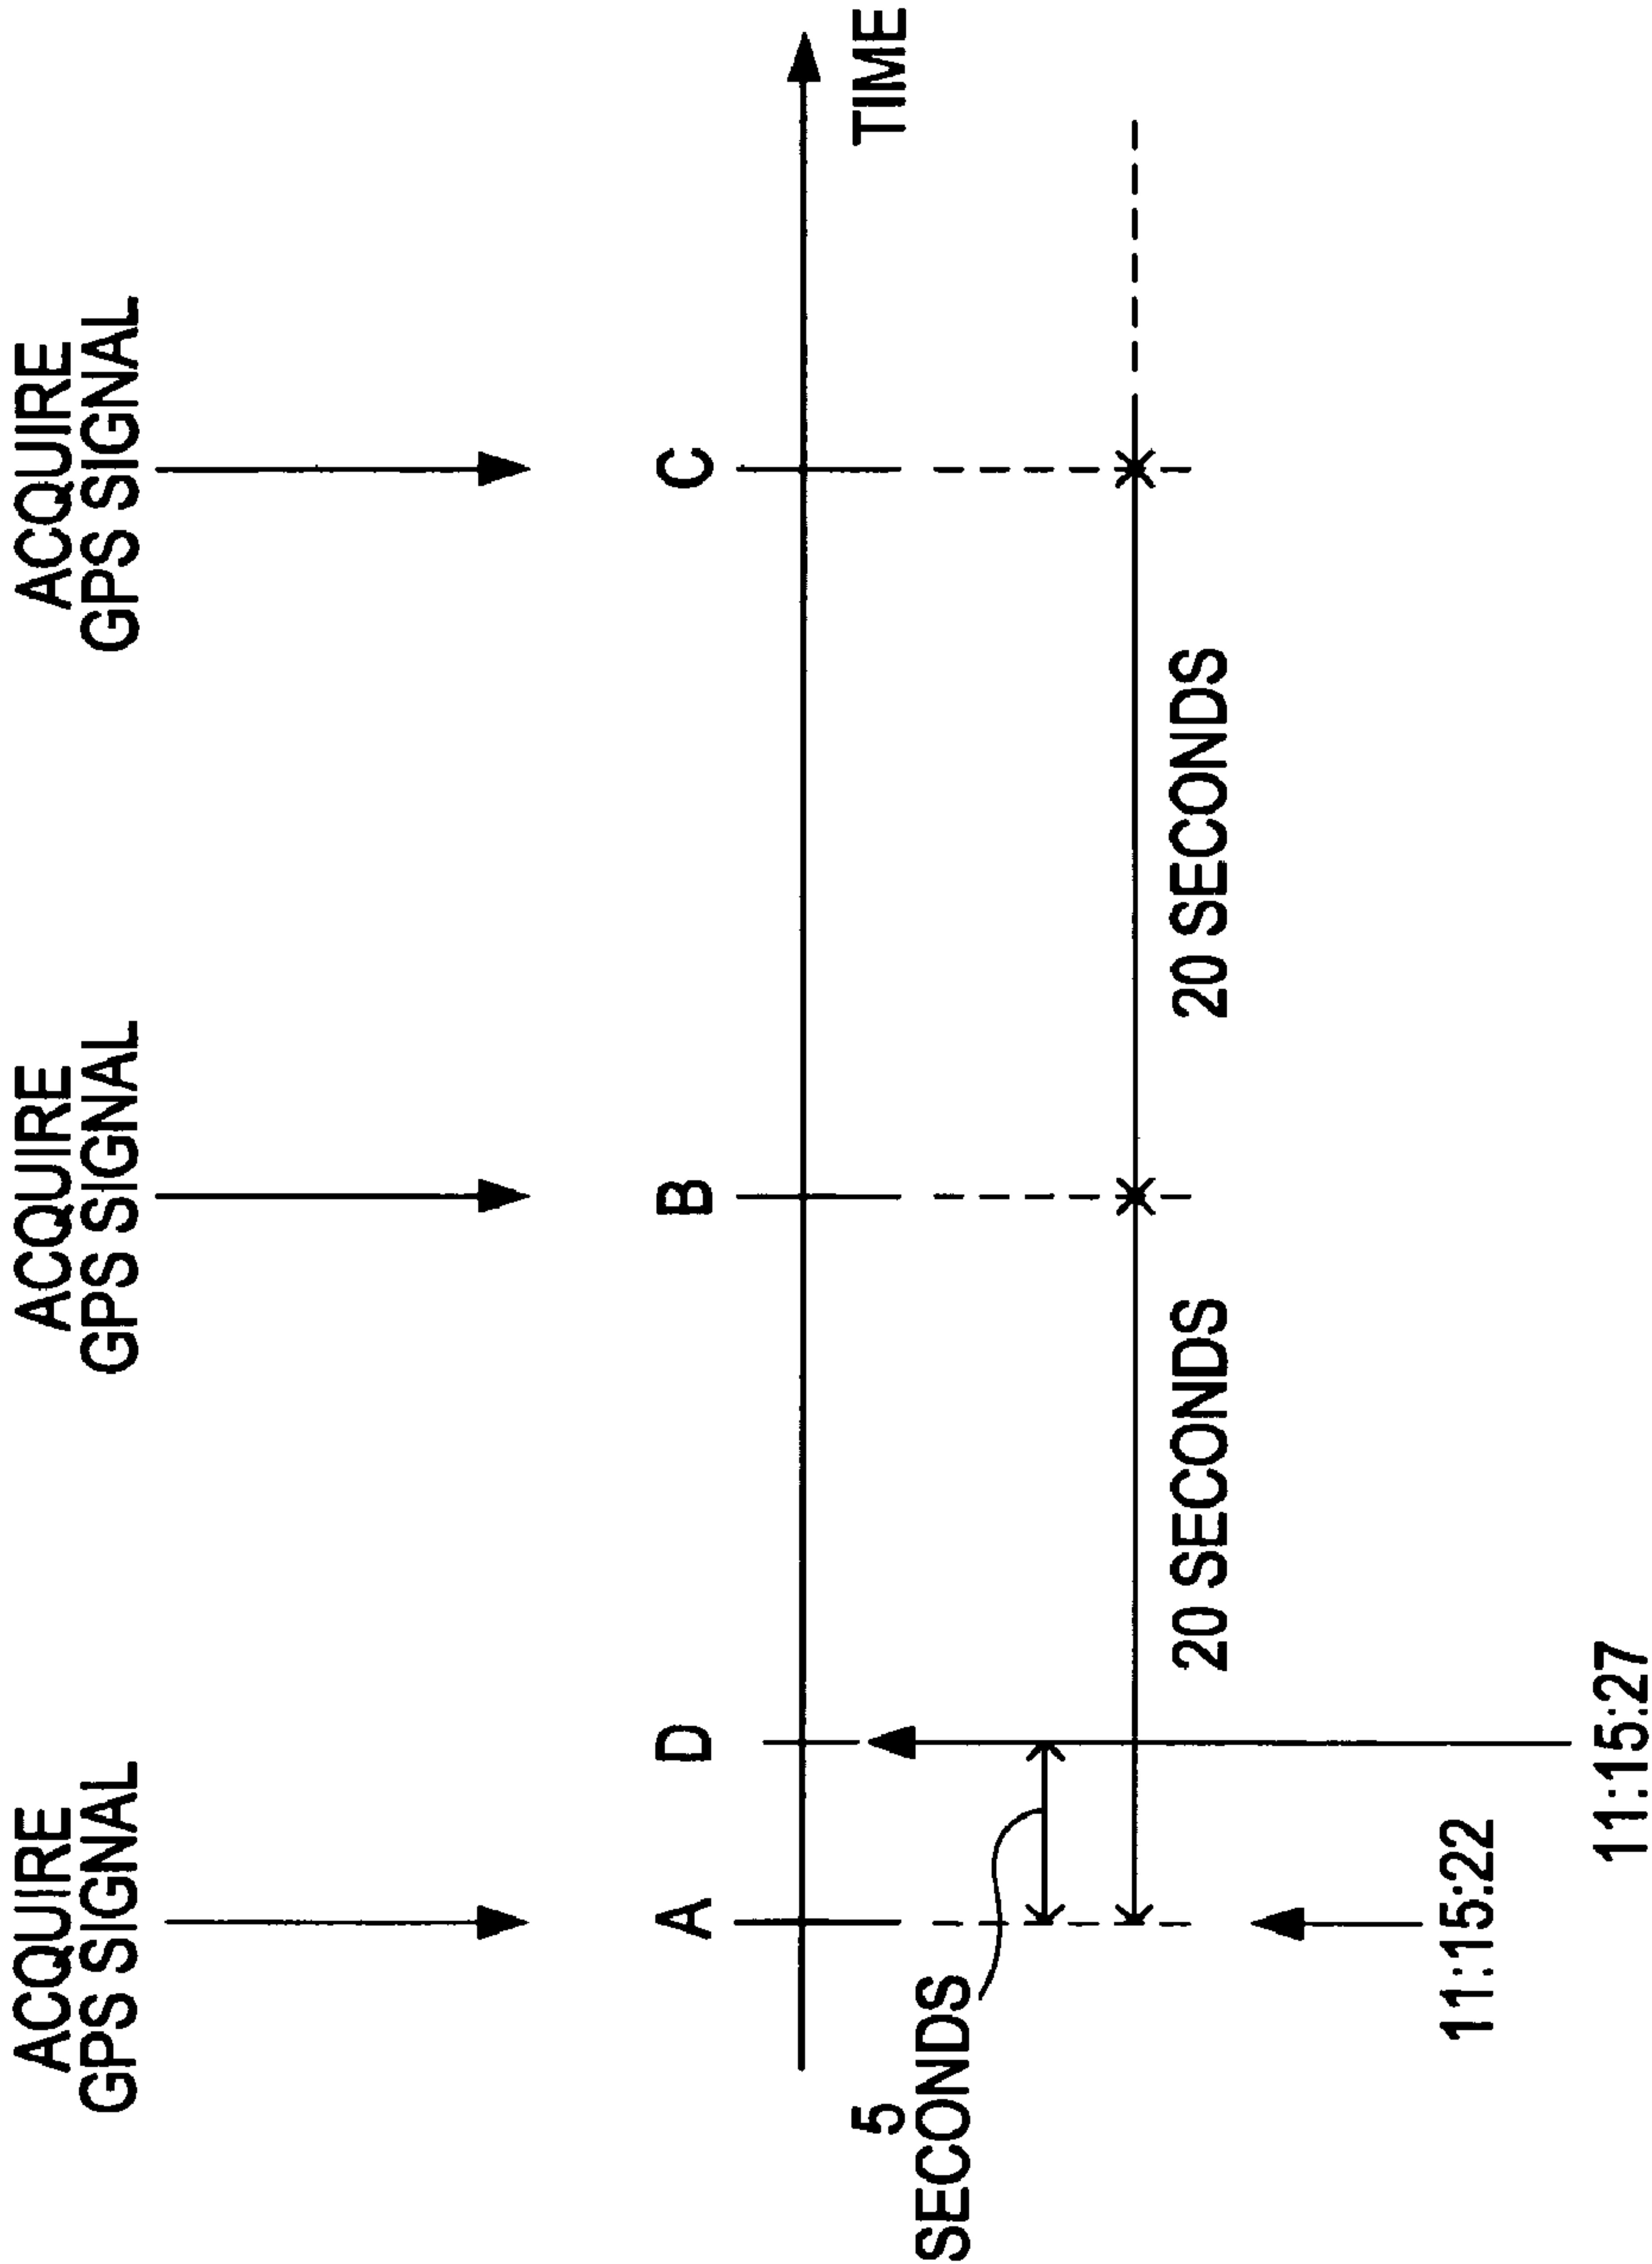 ACQUIRE
GPS SIGNAL
ACQUIRE
GPS SIGNAL
ACQUIRE
GPS SIGNAL
A
D
B
C
TIME
5
SECONDS
20 SECONDS
20 SECONDS
11:15:22
11:15:27